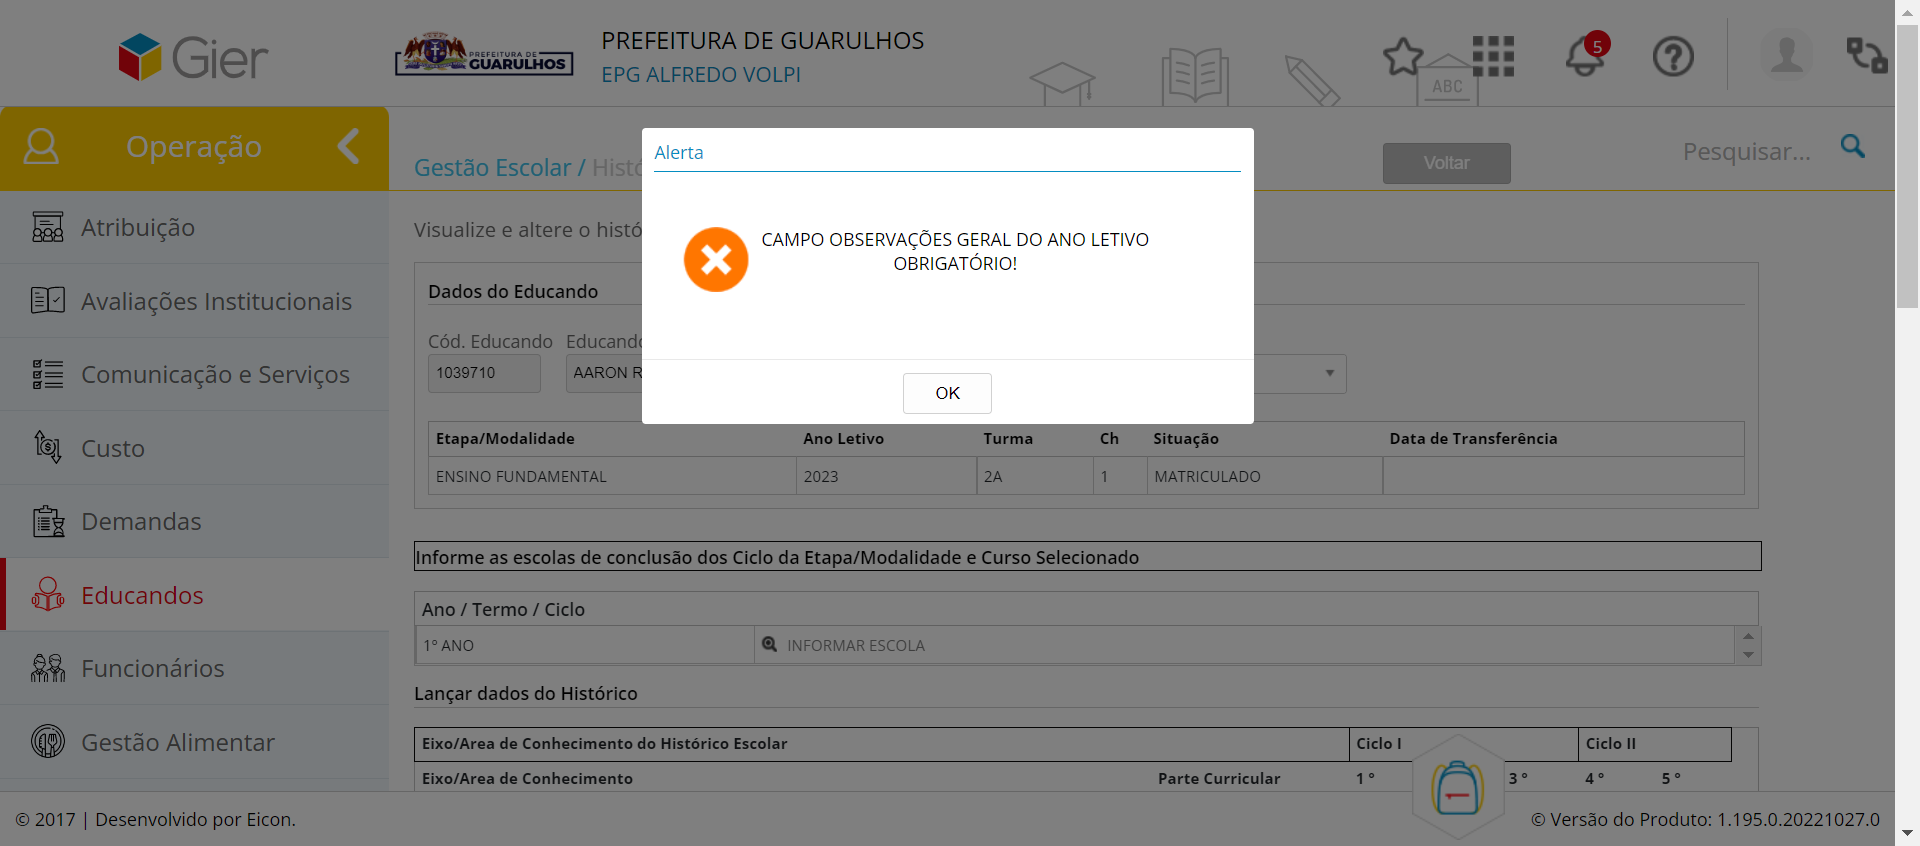 Gier
PREFEITURA DE
GUARULHOS
PREFEITURA DE GUARULHOS
EPG ALFREDO VOLPI
ABC
5
Operação
Gestão Escolar / Histó
Voltar
Pesquisar...
Alerta
CAMPO OBSERVAÇÕES GERAL DO ANO LETIVO
OBRIGATÓRIO!
OK
Atribuição
Avaliações Institucionais
Comunicação e Serviços
Custo
Demandas
Educandos
Funcionários
Gestão Alimentar
Visualize e altere o histó
Dados do Educando
Cód. Educando Educando
1039710 AARON R
Etapa/Modalidade Ano Letivo Turma Ch Situação Data de Transferência
ENSINO FUNDAMENTAL 2023 2A 1 MATRICULADO
Informe as escolas de conclusão dos Ciclo da Etapa/Modalidade e Curso Selecionado
Ano / Termo / Ciclo
1º ANO INFORMAR ESCOLA
Lançar dados do Histórico
Eixo/Area de Conhecimento do Histórico Escolar Ciclo I Ciclo II
Eixo/Area de Conhecimento Parte Curricular 1 º 3 º 4 º 5 º
© 2017 | Desenvolvido por Eicon.
© Versão do Produto: 1.195.0.20221027.0